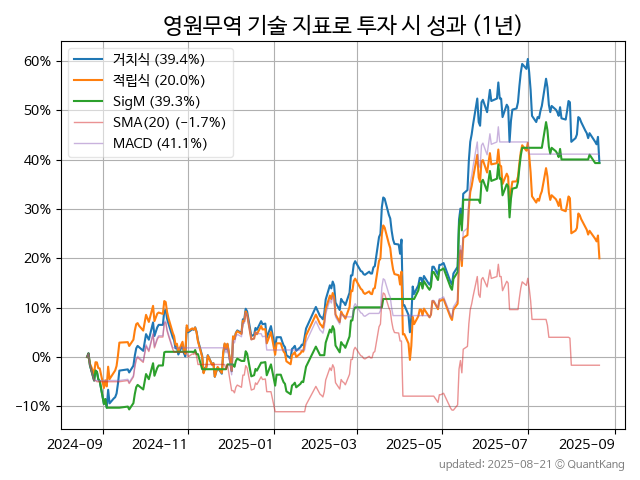 영원무역 기술 지표로 투자 시 성과 (1년)
거치식 (39.4%)
적립식 (20.0%)
SigM (39.3%)
SMA(20) (−1.7%)
MACD (41.1%)
60%
50%
40%
30%
20%
10%
0%
−10%
2024−09 2024−11 2025−01 2025−03 2025−05 2025−07 2025−09
updated: 2025-08-21 © QuantKang